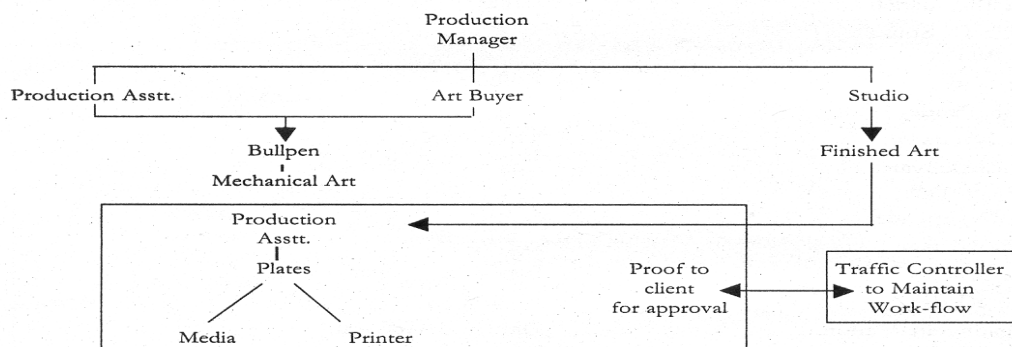 Production
Manager
Production Asstt.
Art Buyer
Studio
Bullpen
Finished Art
Mechanical Art
Production
Asstt.
Plates
Proof to
client
for approval
Traffic Controller
to Maintain
Work-flow
Media
Printer